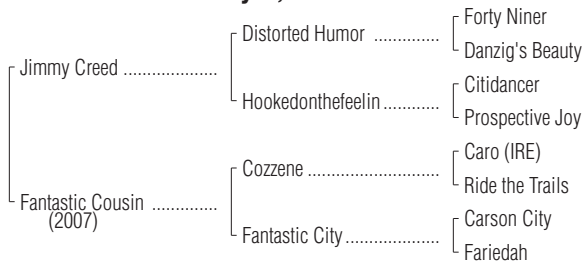 Forty Niner
Distorted Humor ..............
Danzig's Beauty
Jimmy Creed ....................
Citidancer
Hookedonthefeelin............
Prospective Joy
Caro (IRE)
Cozzene ............................
Ride the Trails
Fantastic Cousin ..............
(2007)
Carson City
Fantastic City....................
Fariedah